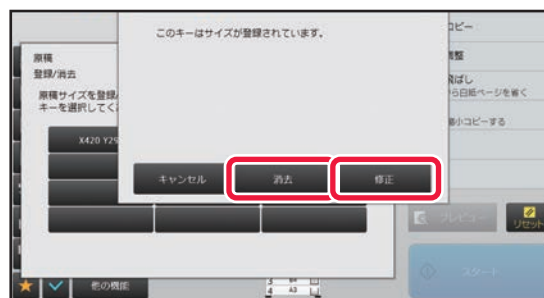 このキーはサイズが登録されています。
キャンセル
消去
修正
原稿
登録/消去
原稿サイズを登録/
キーを選択してくだ
X420 Y29
コピー
調整
飛ばし
から白紙ページを省く
縮小コピーする
プレビュー
リセット
スタート
他の機能
4 A3